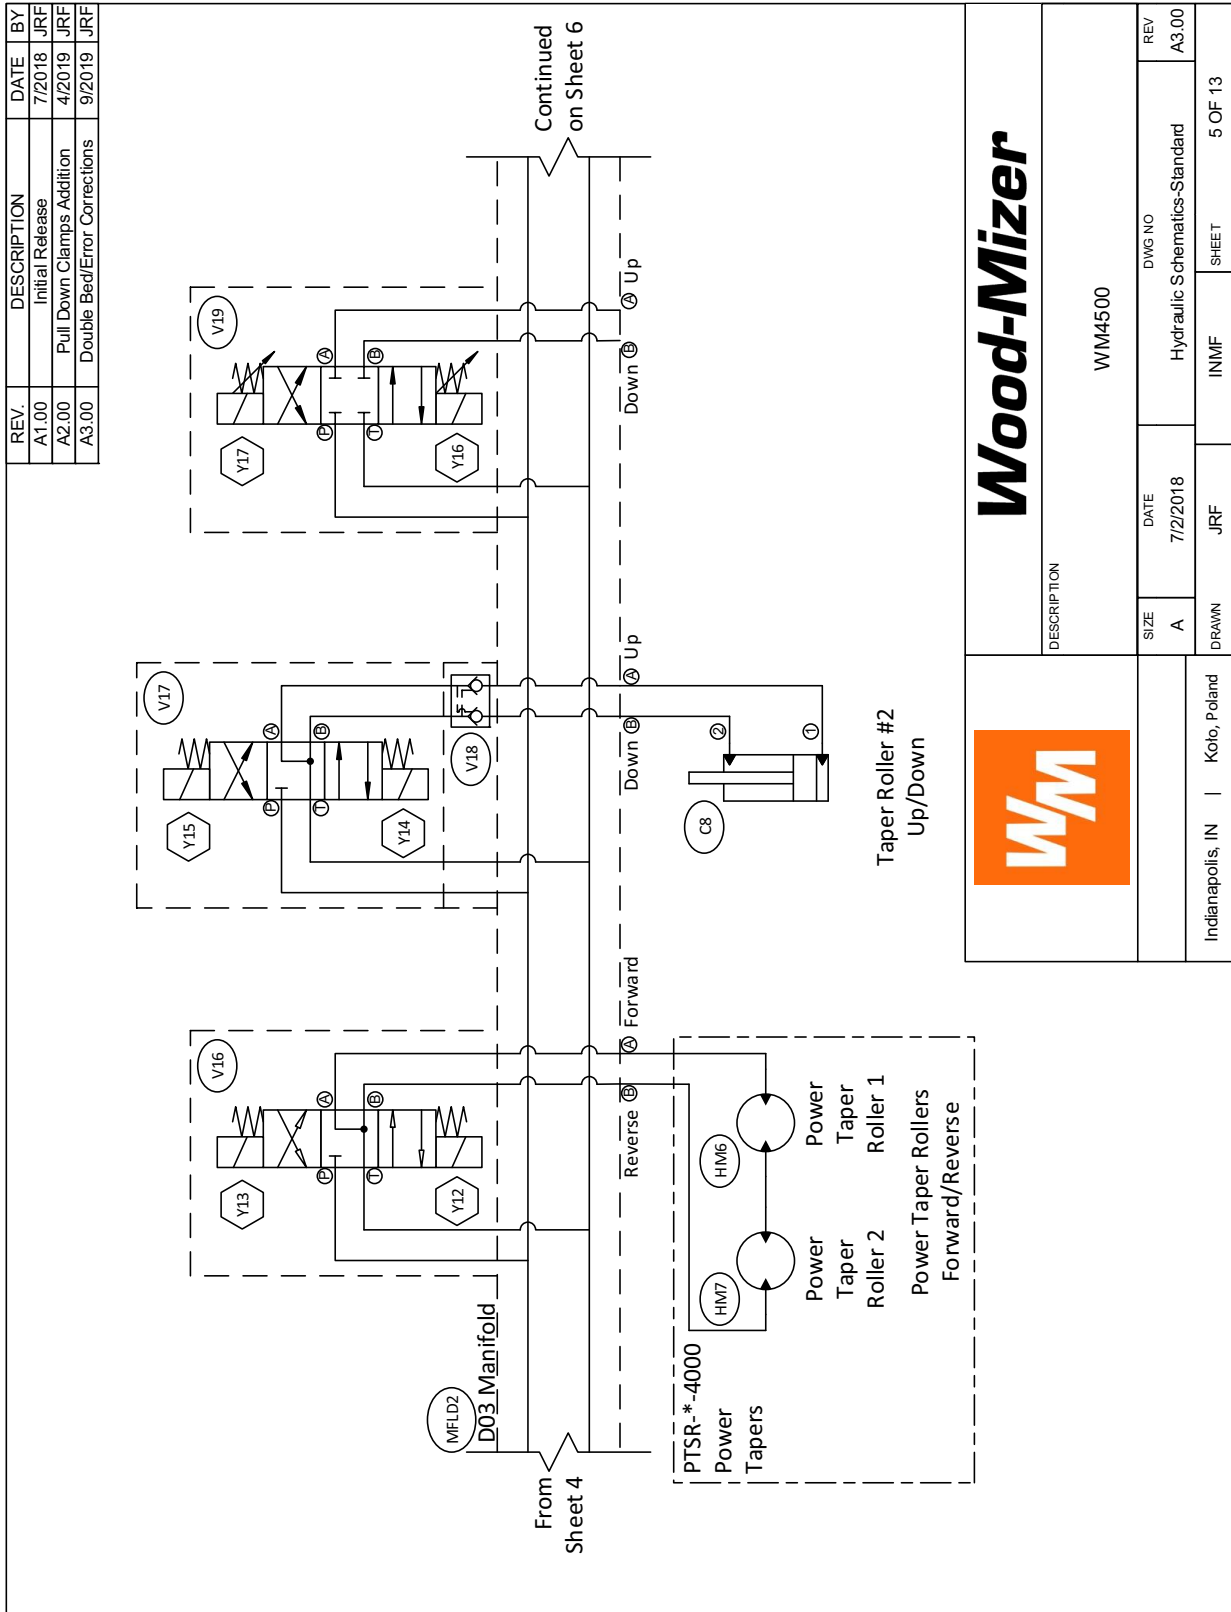 REV. DESCRIPTION DATE BY
A1.00 Initial Release 7/2018 JRF
A2.00 Pull Down Clamps Addition 4/2019 JRF
A3.00 Double Bed/Error Corrections 9/2019 JRF
V16
Y13
Y12
P
T
A
B
V17
Y15
Y14
P
T
A
B
V18
V19
Y17
Y16
P
T
A
B
MFLD2
D03 Manifold
From
Sheet 4
Continued
on Sheet 6
Reverse B A Forward
Down B A Up
Down B A Up
PTSR-*-4000
Power
Tapers
HM7
HM6
Power
Taper
Roller 2
Power
Taper
Roller 1
Power Taper Rollers
Forward/Reverse
C8
2
1
Taper Roller #2
Up/Down
WM
Wood-Mizer
DESCRIPTION
WM4500
SIZE DATE DWG NO REV
A 7/2/2018 Hydraulic Schematics-Standard A3.00
Indianapolis, IN | Koło, Poland
DRAWN JRF INMF SHEET 5 OF 13